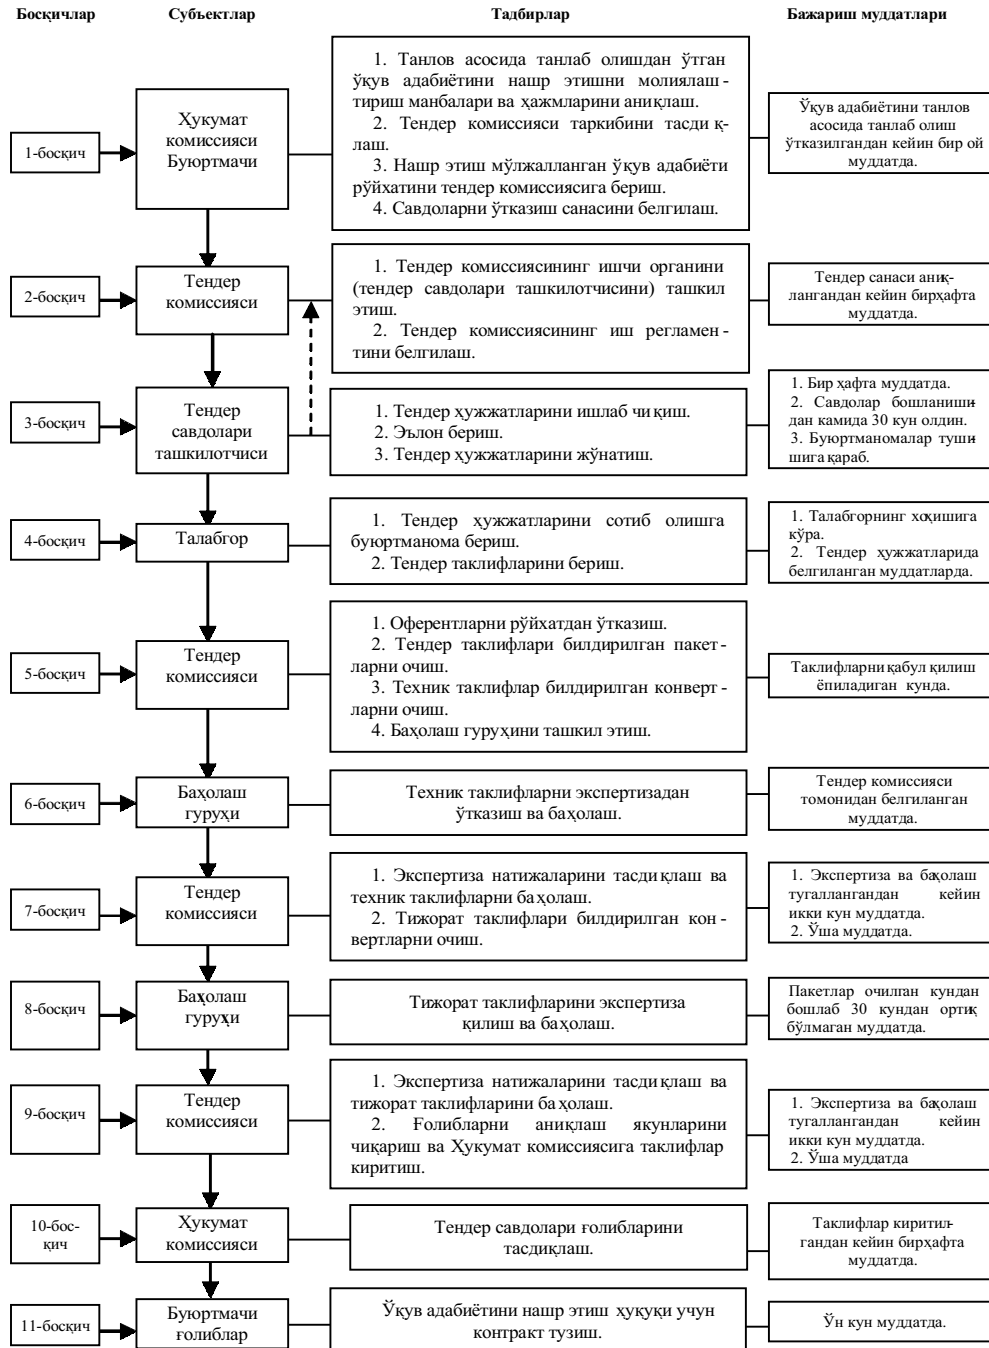 Босқичлар Субъектлар Тадбирлар Бажариш муддатлари
1-босқич
Ҳукумат
комиссияси
Буюртмачи
1. Танлов асосида танлаб олишдан ўтган
ўқув адабиётини нашр этишни молиялаш-
тириш манбалари ва ҳажмларини аниқлаш.
2. Тендер комиссияси таркибини тасдиқ-
лаш.
3. Нашр этиш мўлжалланган ўқув адабиёти
рўйхатини тендер комиссиясига бериш.
4. Савдоларни ўтказиш санасини белгилаш.
Ўқув адабиётини танлов
асосида танлаб олиш
ўтказилгандан кейин бир ой
муддатда.
2-босқич
Тендер
комиссияси
1. Тендер комиссиясининг ишчи органини
(тендер савдолари ташкилотчисини) ташкил
этиш.
2. Тендер комиссиясининг иш регламен-
тини белгилаш.
Тендер санаси аниқ-
лангандан кейин бирҳафта
муддатда.
3-босқич
Тендер
савдолари
ташкилотчиси
1. Тендер ҳужжатларини ишлаб чиқиш.
2. Эълон бериш.
3. Тендер ҳужжатларини жўнатиш.
1. Бир ҳафта муддатда.
2. Савдолар бошланиши-
дан камида 30 кун олдин.
3. Буюртманомалар туши-
шига қараб.
4-босқич
Талабгор
1. Тендер ҳужжатларини сотиб олишга
буюртманома бериш.
2. Тендер таклифларини бериш.
1. Талабгорнинг хоҳишига
кўра.
2. Тендер ҳужжатларида
белгиланган муддатларда.
5-босқич
Тендер
комиссияси
1. Оферентларни рўйхатдан ўтказиш.
2. Тендер таклифлари билдирилган пакет-
ларни очиш.
3. Техник таклифлар билдирилган конверт-
ларни очиш.
4. Баҳолаш гуруҳини ташкил этиш.
Таклифларни қабул қилиш
ёпиладиган кунда.
6-босқич
Баҳолаш
гуруҳи
Техник таклифларни экспертизадан
ўтказиш ва баҳолаш.
Тендер комиссияси
томонидан белгиланган
муддатда.
7-босқич
Тендер
комиссияси
1. Экспертиза натижаларини тасдиқлаш ва
техник таклифларни баҳолаш.
2. Тижорат таклифлари билдирилган кон-
вертларни очиш.
1. Экспертиза ва баҳолаш
тугаллангандан кейин
икки кун муддатда.
2. Ўша муддатда.
8-босқич
Баҳолаш
гуруҳи
Тижорат таклифларини экспертиза
қилиш ва баҳолаш.
Пакетлар очилган кундан
бошлаб 30 кундан ортиқ
бўлмаган муддатда.
9-босқич
Тендер
комиссияси
1. Экспертиза натижаларини тасдиқлаш ва
тижорат таклифларини баҳолаш.
2. Ғолибларни аниқлаш якунларини
чиқариш ва Ҳукумат комиссиясига таклифлар
киритиш.
1. Экспертиза ва баҳолаш
тугаллангандан кейин
икки кун муддатда.
2. Ўша муддатда
10-бос-
қич
Ҳукумат
комиссияси
Тендер савдолари ғолибларини
тасдиқлаш.
Таклифлар киритил-
гандан кейин бирҳафта
муддатда.
11-босқич
Буюртмачи
ғолиблар
Ўқув адабиётини нашр этиш ҳуқуқи учун
контракт тузиш.
Ўн кун муддатда.